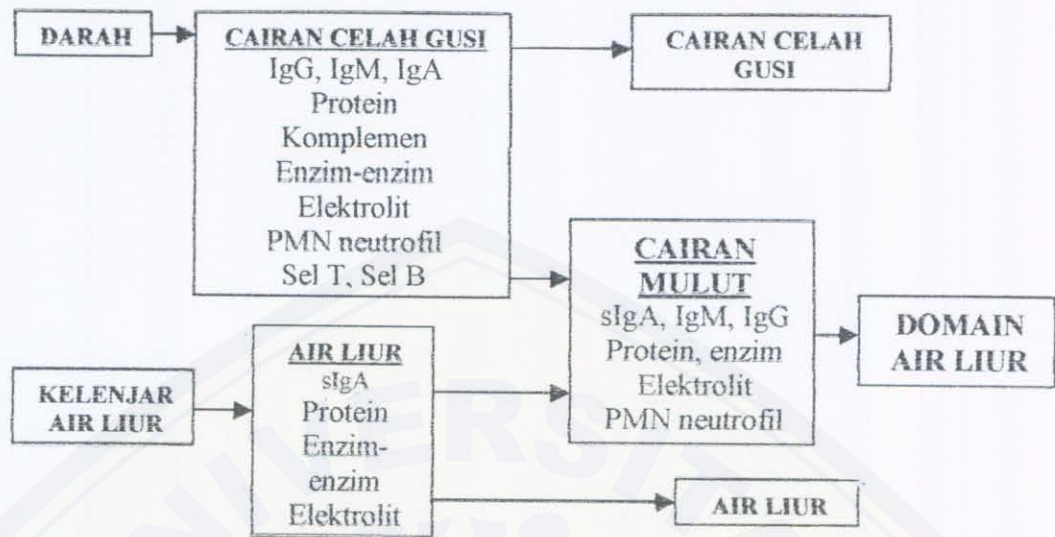 DARAH
CAIRAN CELAH GUSI
IgG, IgM, IgA
Protein
Komplemen
Enzim-enzim
Elektrolit
PMN neutrofil
Sel T, Sel B
CAIRAN CELAH
GUSI
CAIRAN
MULUT
sIgA, IgM, IgG
Protein, enzim
Elektrolit
PMN neutrofil
DOMAIN
AIR LIUR
KELENJAR
AIR LIUR
AIR LIUR
sIgA
Protein
Enzim-
enzim
Elektrolit
AIR LIUR
UNIVERSITA